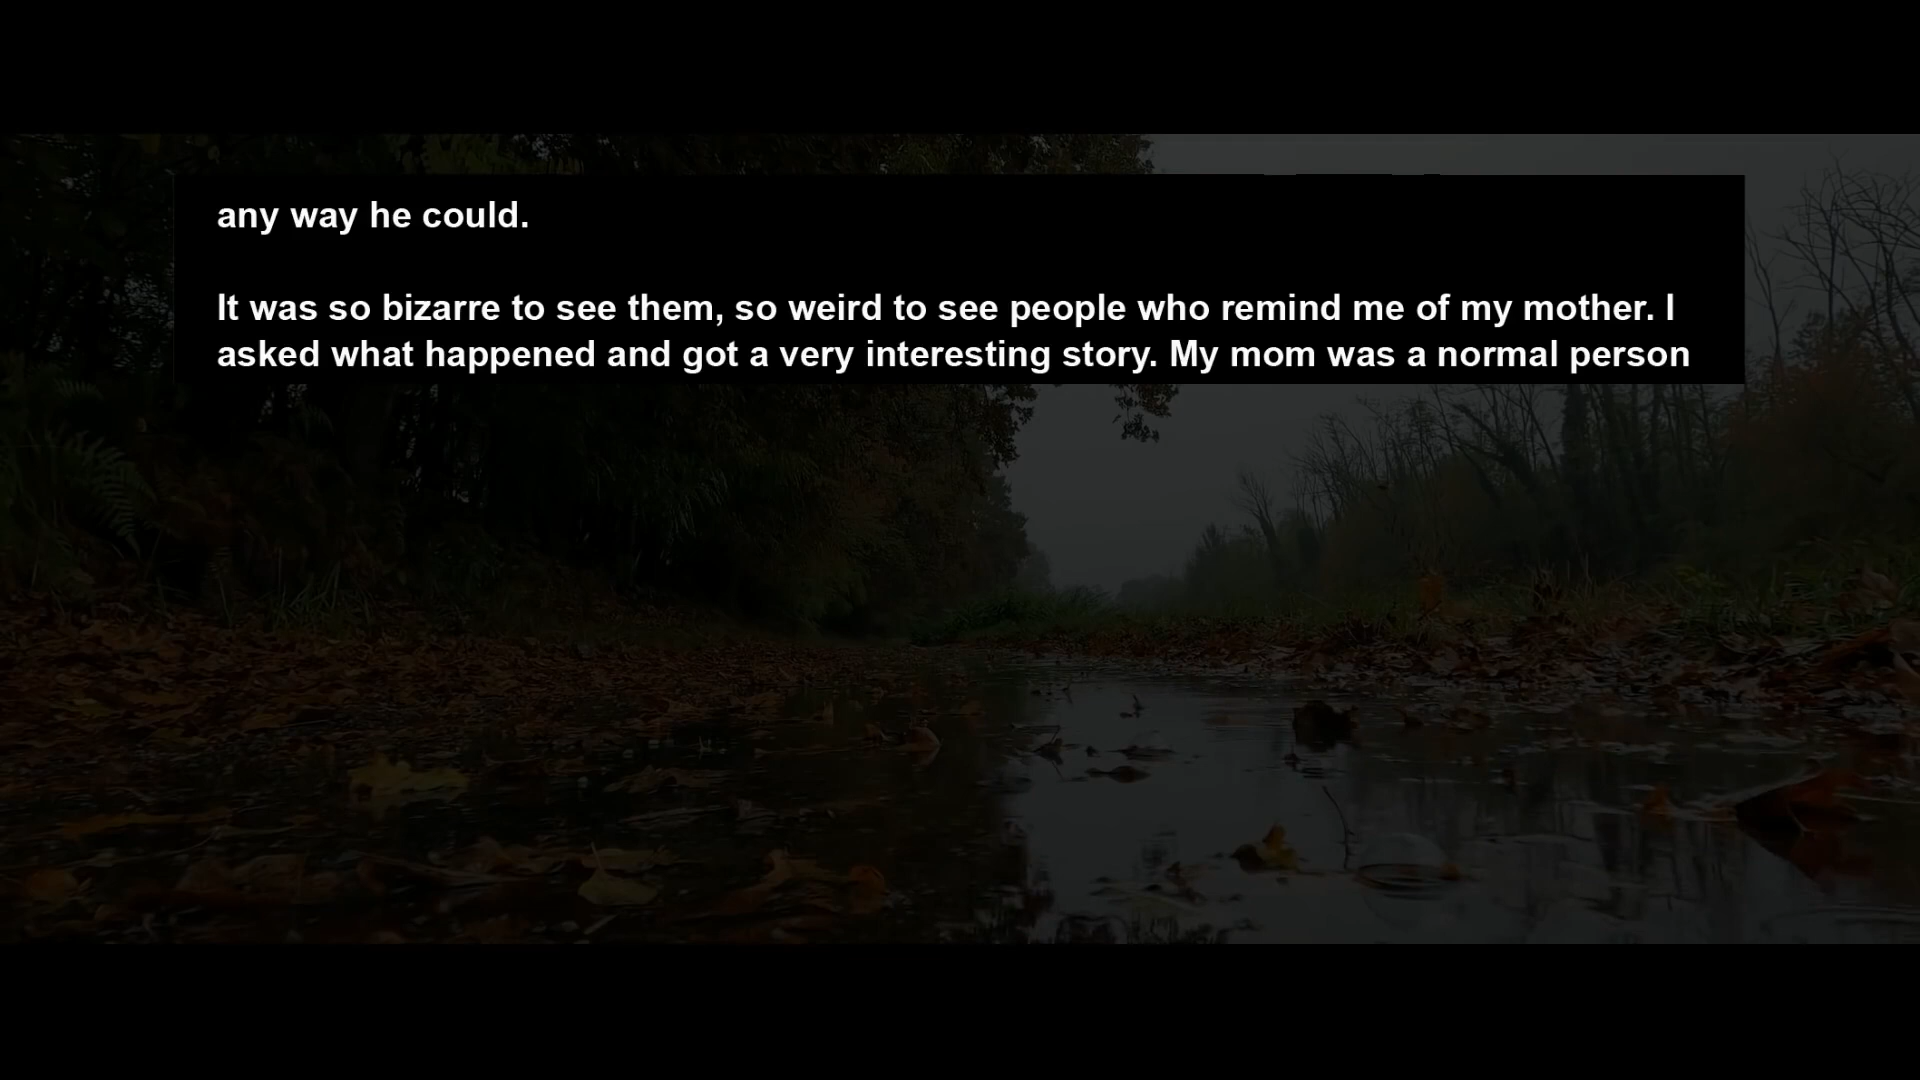 any way he could.
It was so bizarre to see them, so weird to see people who remind me of my mother. I
asked what happened and got a very interesting story. My mom was a normal person